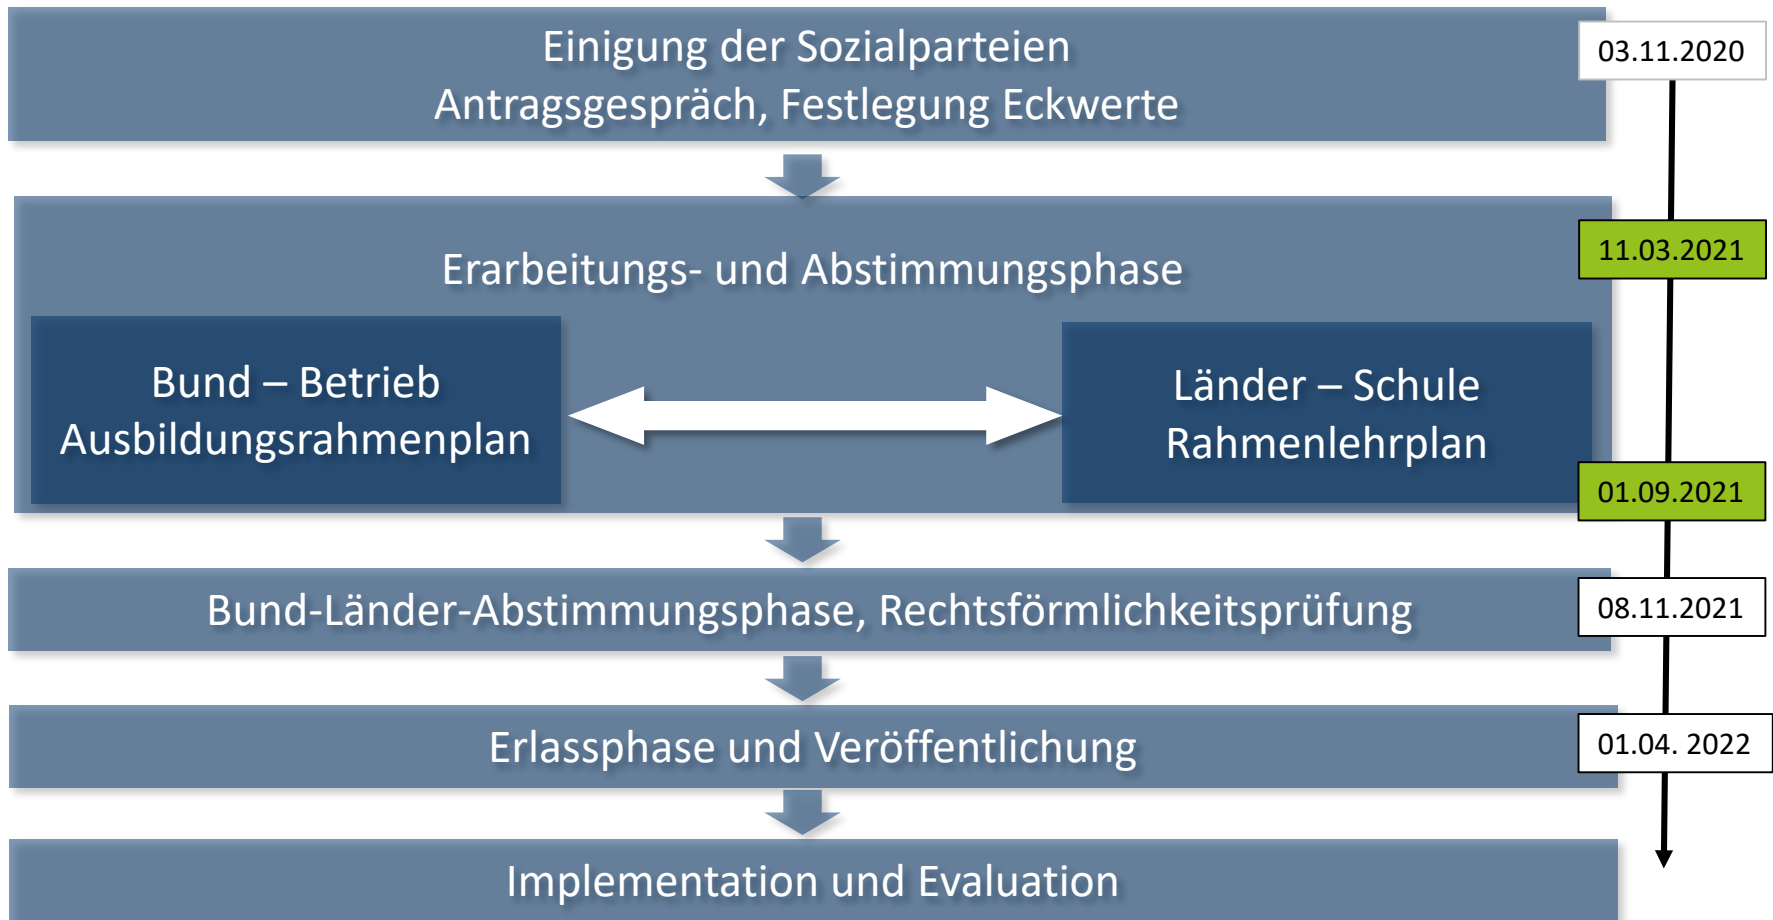 Einigung der Sozialparteien
Antragsgespräch, Festlegung Eckwerte
03.11.2020
Erarbeitungs- und Abstimmungsphase
11.03.2021
Bund – Betrieb
Ausbildungsrahmenplan
Länder – Schule
Rahmenlehrplan
01.09.2021
Bund-Länder-Abstimmungsphase, Rechtsförmlichkeitsprüfung
08.11.2021
Erlassphase und Veröffentlichung
01.04. 2022
Implementation und Evaluation